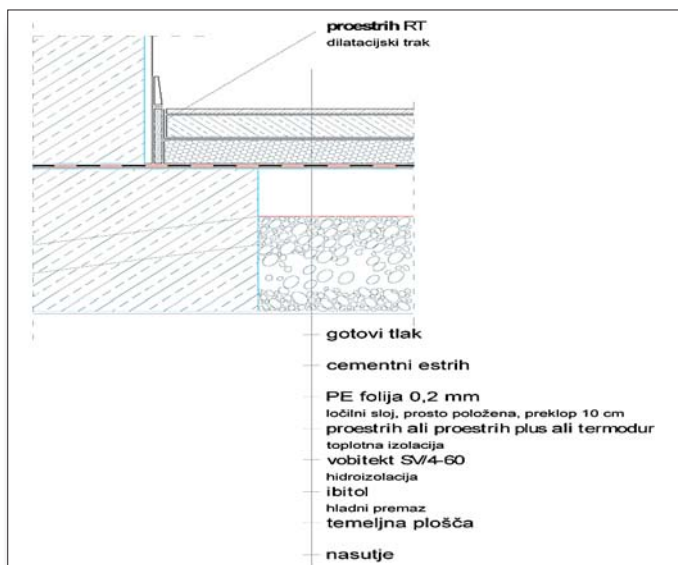 proestrih RT
dilatacijski trak
gotovi tlak
cementni estrih
PE folija 0,2 mm
ločilni sloj, prosto položena, preklop 10 cm
proestrih ali proestrih plus ali termodur
toplotna izolacija
vobitekt SV/4-60
hidroizolacija
ibitol
hladni premaz
temeljna plošča
nasutje